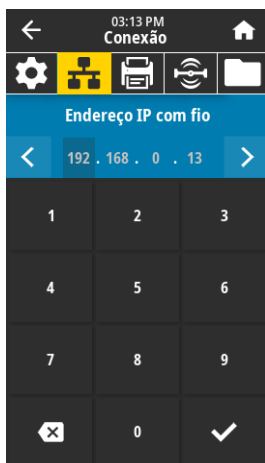 03:13 PM
Conexão
Endereço IP com fio
192 . 168 . 0 . 13
1 2 3
4 5 6
7 8 9
0